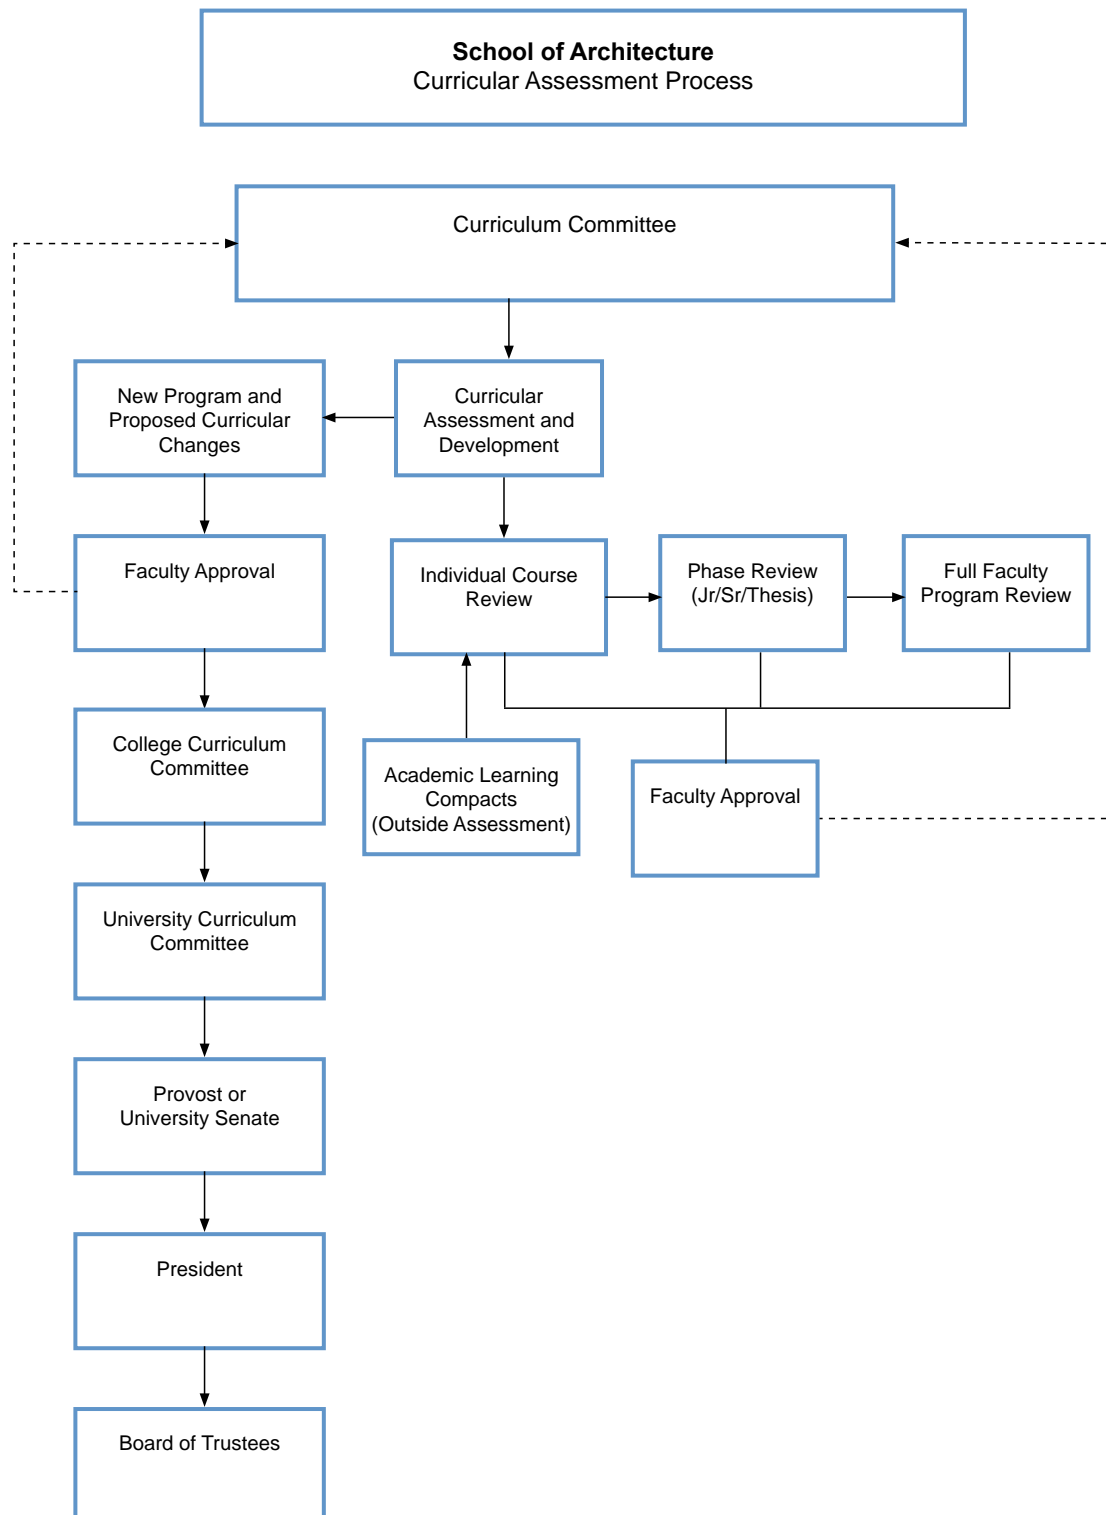 School of Architecture
Curricular Assessment Process
Curriculum Committee
New Program and
Proposed Curricular
Changes
Curricular
Assessment and
Development
Faculty Approval
Individual Course
Review
Phase Review
(Jr/Sr/Thesis)
Full Faculty
Program Review
College Curriculum
Committee
Academic Learning
Compacts
(Outside Assessment)
Faculty Approval
University Curriculum
Committee
Provost or
University Senate
President
Board of Trustees